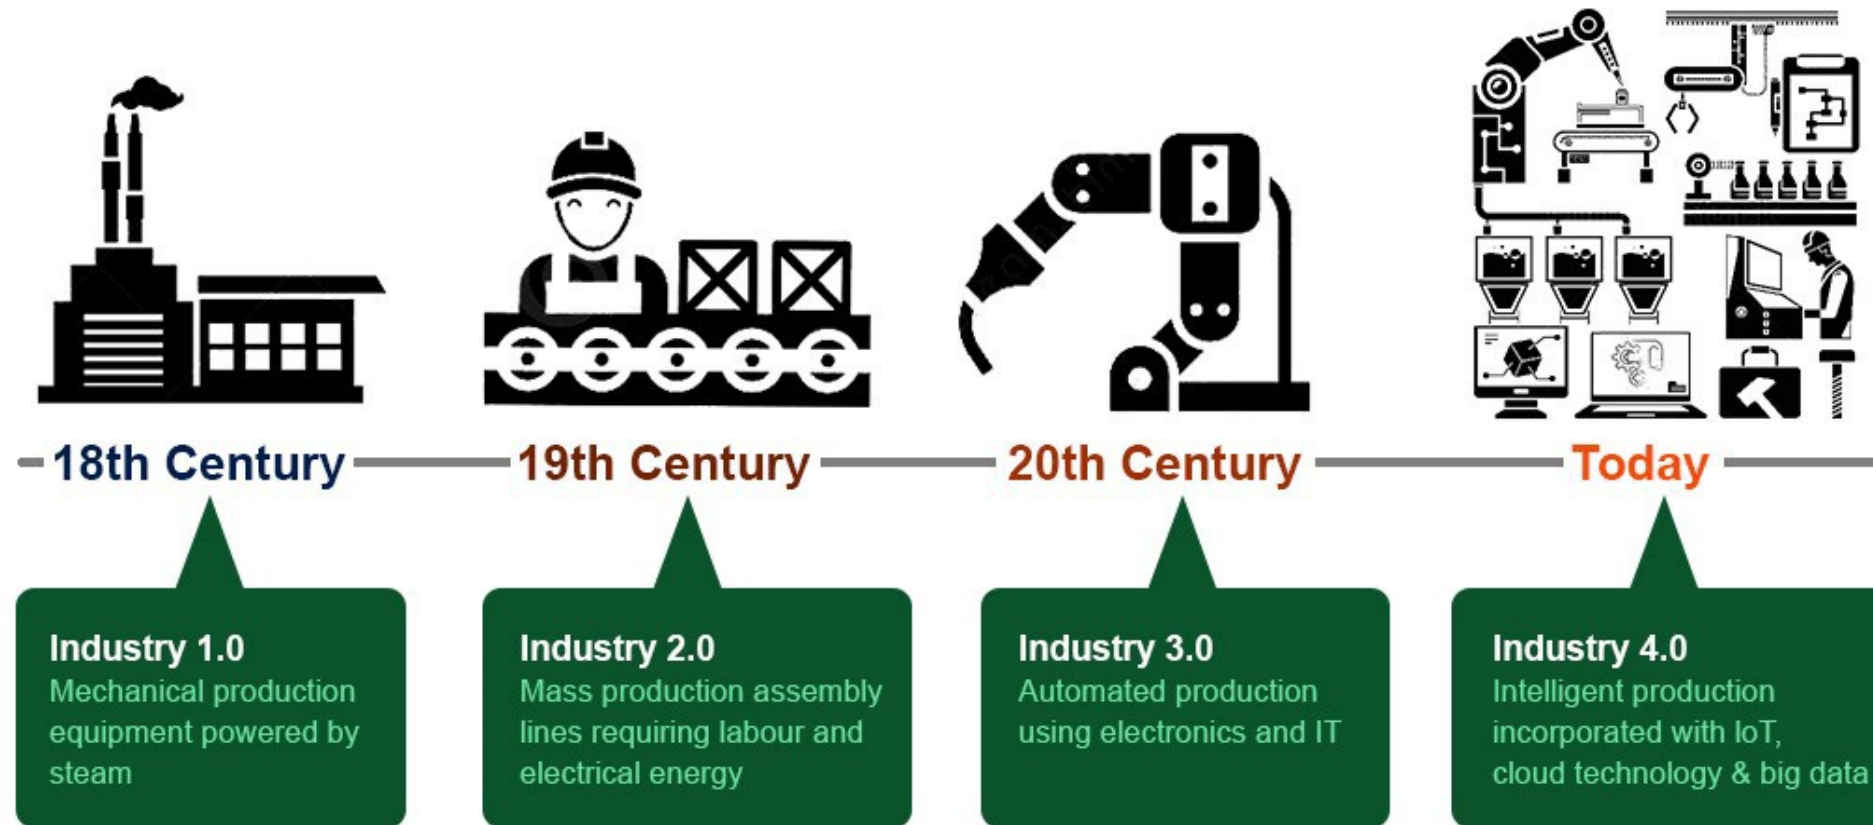 18th Century
19th Century
20th Century
Today
Industry 1.0
Mechanical production
equipment powered by
steam
Industry 2.0
Mass production assembly
lines requiring labour and
electrical energy
Industry 3.0
Automated production
using electronics and IT
Industry 4.0
Intelligent production
incorporated with IoT,
cloud technology & big data